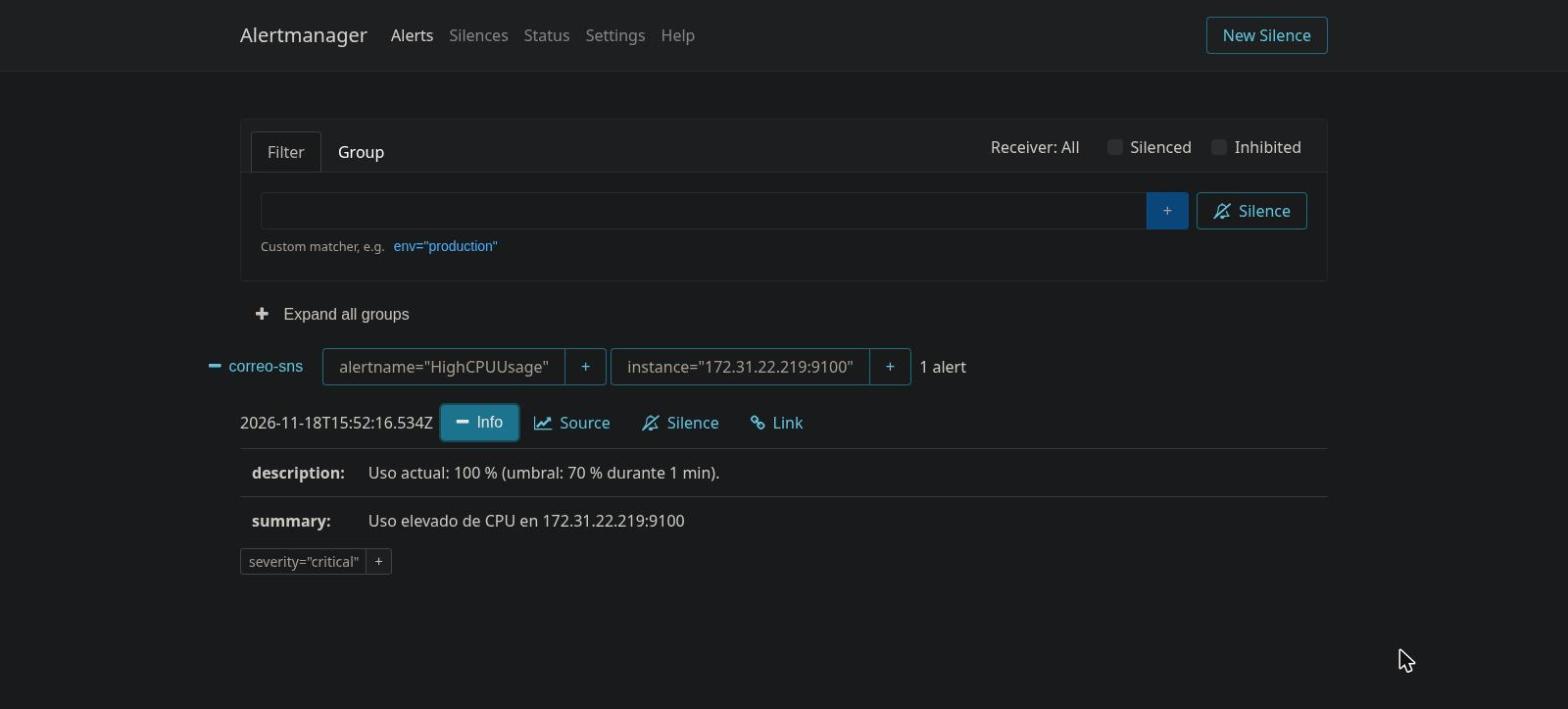 Alertmanager Alerts Silences Status Settings Help New Silence
Filter Group Receiver: All Silenced Inhibited
+ Silence
Custom matcher, e.g. env="production"
+ Expand all groups
correo-sns alertname="HighCPUUsage" + instance="172.31.22.219:9100" + 1 alert
2026-11-18T15:52:16.534Z Info Source Silence Link
description: Uso actual: 100 % (umbral: 70 % durante 1 min).
summary: Uso elevado de CPU en 172.31.22.219:9100
severity="critical" +